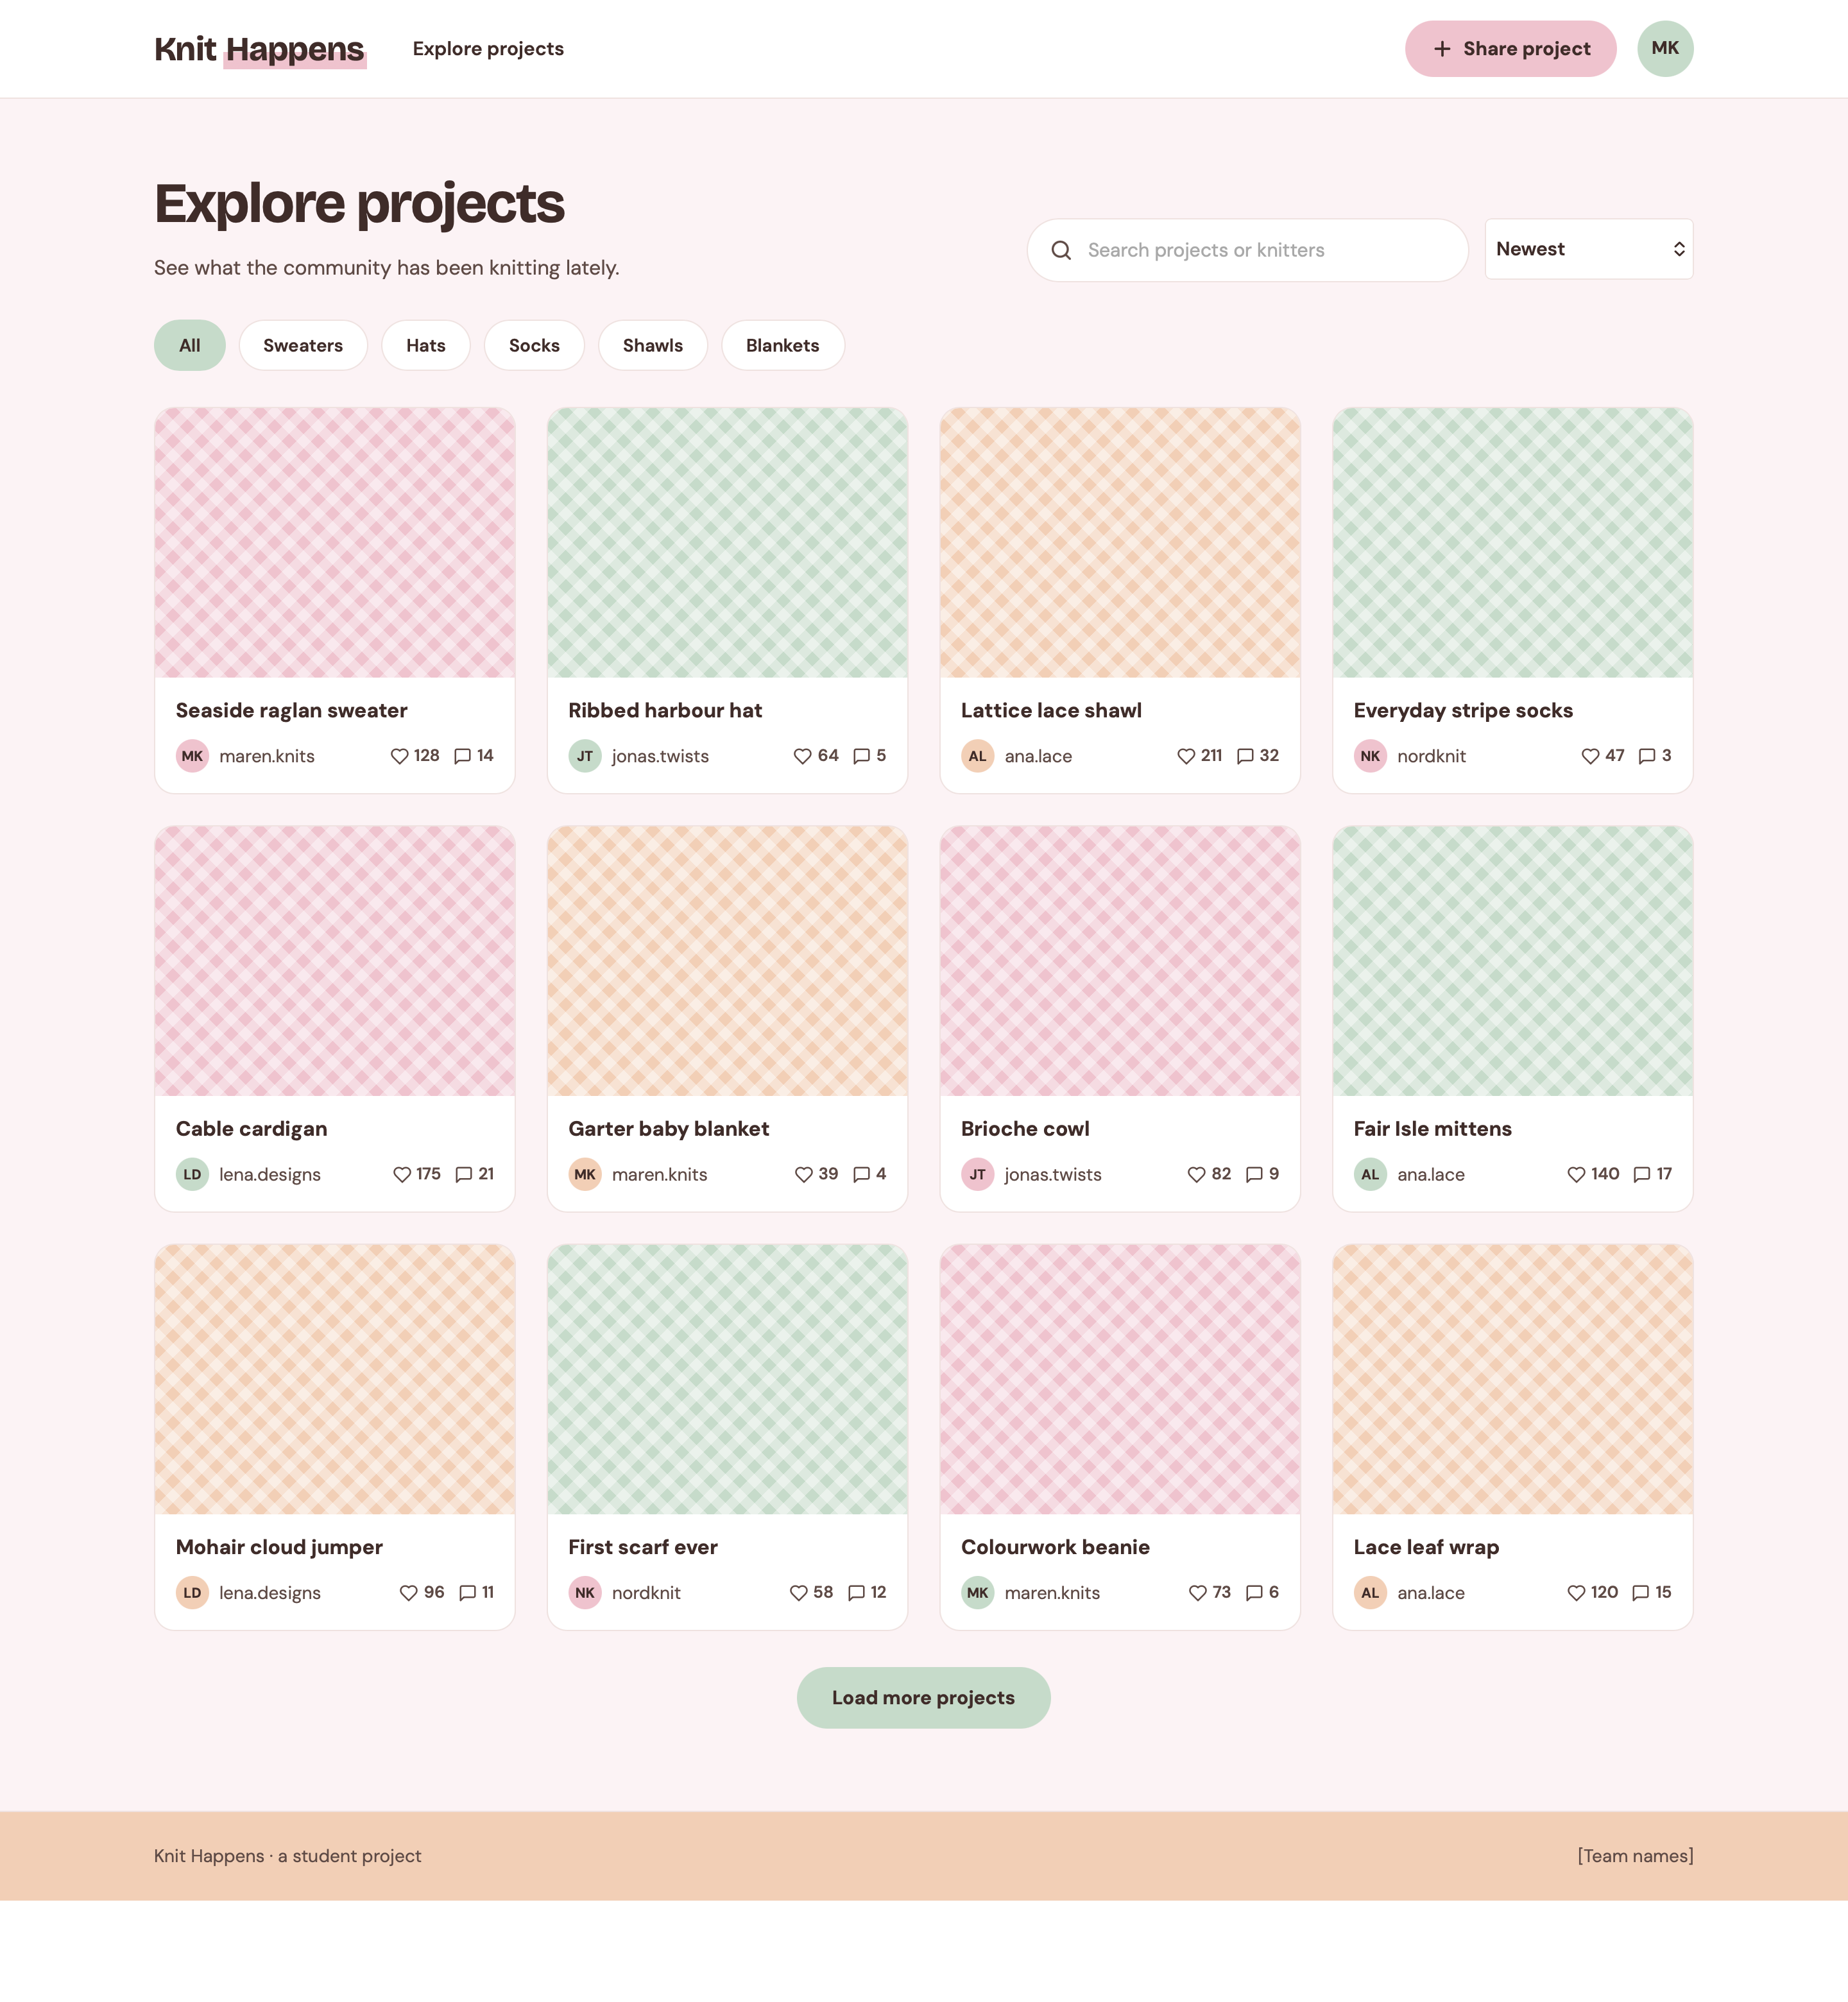 Knit Happens
Explore projects
Share project
MK
Explore projects
See what the community has been knitting lately.
Search projects or knitters
Newest
All
Sweaters
Hats
Socks
Shawls
Blankets
Seaside raglan sweater
MK maren.knits 128 14
Ribbed harbour hat
JT jonas.twists 64 5
Lattice lace shawl
AL ana.lace 211 32
Everyday stripe socks
NK nordknit 47 3
Cable cardigan
LD lena.designs 175 21
Garter baby blanket
MK maren.knits 39 4
Brioche cowl
JT jonas.twists 82 9
Fair Isle mittens
AL ana.lace 140 17
Mohair cloud jumper
LD lena.designs 96 11
First scarf ever
NK nordknit 58 12
Colourwork beanie
MK maren.knits 73 6
Lace leaf wrap
AL ana.lace 120 15
Load more projects
Knit Happens · a student project
[Team names]